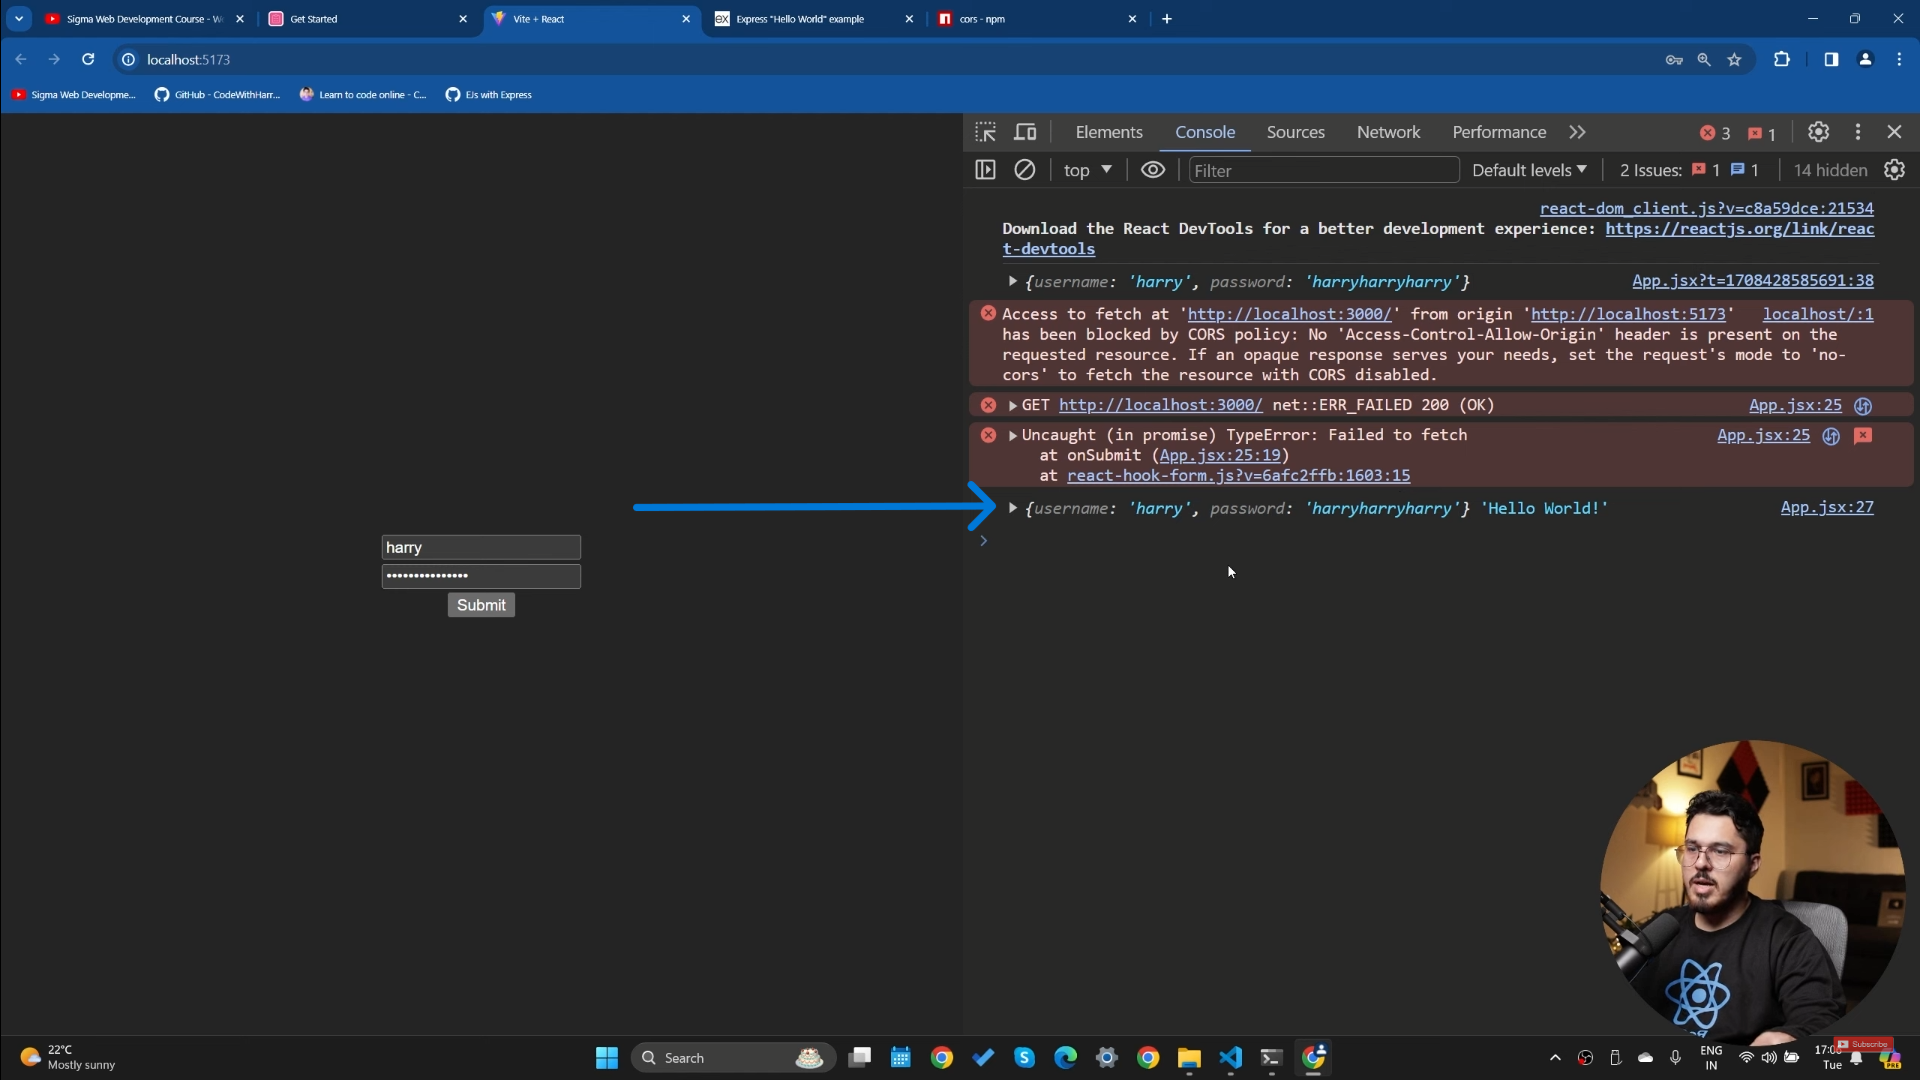 Sigma Web Development Course - W
Get Started
Vite + React
Express "Hello World" example
cors - npm
localhost:5173
Sigma Web Developme...
GitHub - CodeWithHarr...
Learn to code online - C...
EJs with Express
Elements
Console
Sources
Network
Performance
3
1
top
Filter
Default levels
2 Issues:
1
1
14 hidden
react-dom_client.js?v=c8a59dce:21534
Download the React DevTools for a better development experience: https://reactjs.org/link/reac
t-devtools
{username: 'harry', password: 'harryharryharry'}
App.jsx?t=1708428585691:38
Access to fetch at 'http://localhost:3000/' from origin 'http://localhost:5173'
localhost/:1
has been blocked by CORS policy: No 'Access-Control-Allow-Origin' header is present on the
requested resource. If an opaque response serves your needs, set the request's mode to 'no-
cors' to fetch the resource with CORS disabled.
GET http://localhost:3000/ net::ERR_FAILED 200 (OK)
App.jsx:25
Uncaught (in promise) TypeError: Failed to fetch
App.jsx:25
at onSubmit (App.jsx:25:19)
at react-hook-form.js?v=6afc2ffb:1603:15
{username: 'harry', password: 'harryharryharry'} 'Hello World!'
App.jsx:27
harry
•••••••••••••••
Submit
22°C
Mostly sunny
Search
ENG
IN
Tue
Subscribe
PRE